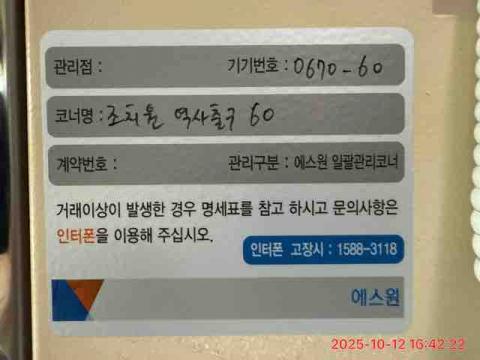 관리점 : 기기번호 : 0670-60
코너명 : 조치원 역사출구 60
계약번호 : 관리구분 : 에스원 일괄관리코너
거래이상이 발생한 경우 명세표를 참고 하시고 문의사항은
인터폰을 이용해 주십시오.
인터폰 고장시 : 1588-3118
에스원
2025-10-12 16:42:22